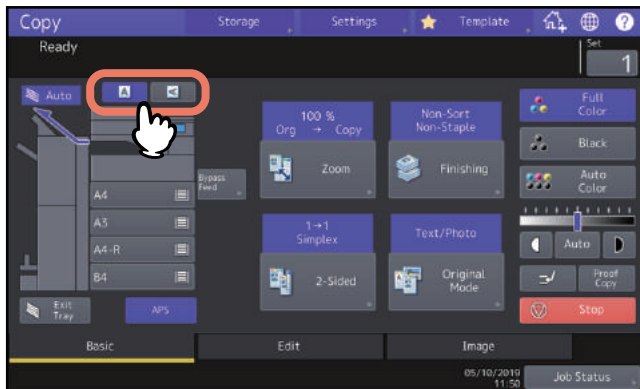 Copy
Storage
Settings
Template
?
Ready
Set
1
Auto
A
A
A4
A3
A4-R
B4
Bypass
Feed
Exit
Tray
APS
100 %
Org → Copy
Zoom
Non-Sort
Non-Staple
Finishing
1→1
Simplex
2-Sided
Text/Photo
Original
Mode
Full
Color
Black
Auto
Color
Auto
Proof
Copy
Stop
Basic
Edit
Image
05/10/2019
11:50
Job Status